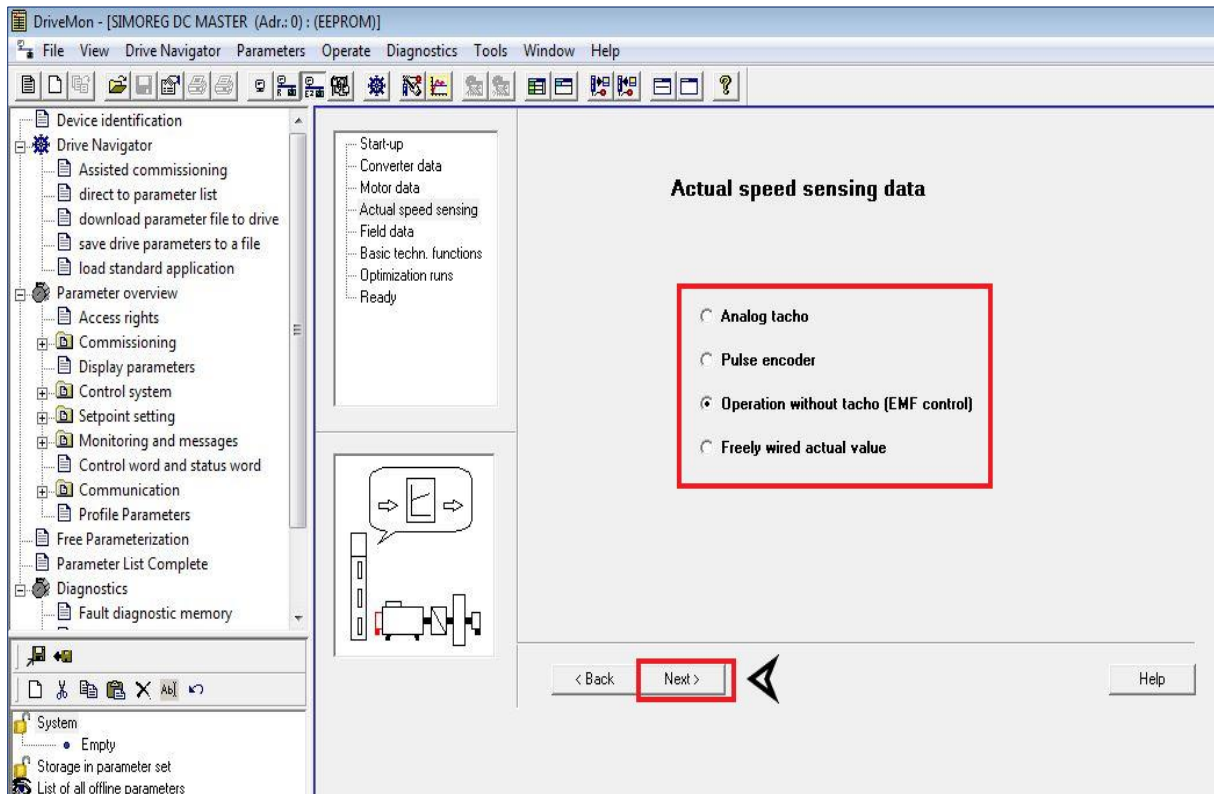 DriveMon - [SIMOREG DC MASTER (Adr.: 0) : (EEPROM)]
File View Drive Navigator Parameters Operate Diagnostics Tools Window Help
Device identification
Drive Navigator
Assisted commissioning
direct to parameter list
download parameter file to drive
save drive parameters to a file
load standard application
Parameter overview
Access rights
Commissioning
Display parameters
Control system
Setpoint setting
Monitoring and messages
Control word and status word
Communication
Profile Parameters
Free Parameterization
Parameter List Complete
Diagnostics
Fault diagnostic memory
System
Empty
Storage in parameter set
List of all offline parameters
Start-up
Converter data
Motor data
Actual speed sensing
Field data
Basic techn. functions
Optimization runs
Ready
Actual speed sensing data
Analog tacho
Pulse encoder
Operation without tacho (EMF control)
Freely wired actual value
< Back Next > Help